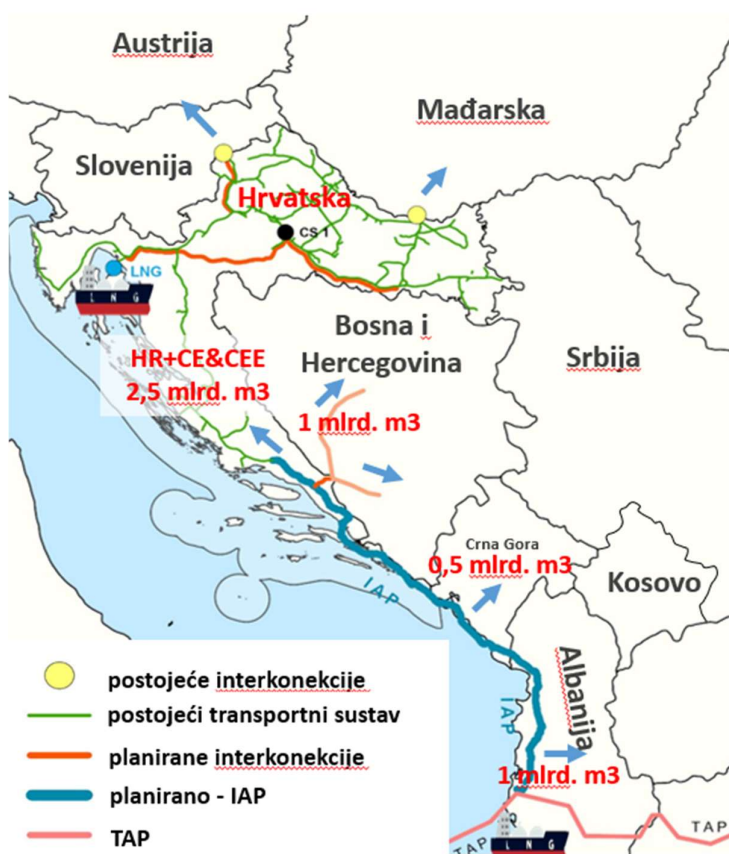 Austrija
Mađarska
Slovenija
Hrvatska
CS 1
LNG
L N G
Bosna i
Hercegovina
Srbija
HR+CE&CEE
2,5 mlrd. m3
1 mlrd. m3
Crna Gora
0,5 mlrd. m3
Kosovo
IAP
Albanija
IAP
1 mlrd. m3
postojeće interkonekcije
postojeći transportni sustav
planirane interkonekcije
planirano - IAP
TAP
TAP
TAP
TAP
L N G